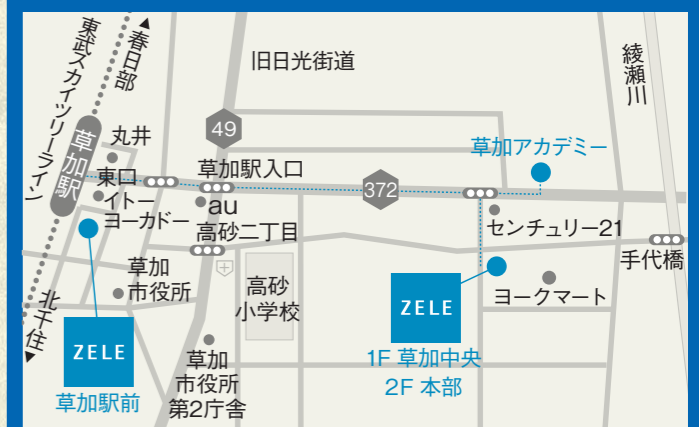 ▲春日部
東武スカイツリーライン
旧日光街道
綾瀬川
49
丸井
草加駅
東口
イトー
ヨーカドー
草加駅入口
au
高砂二丁目
372
草加アカデミー
センチュリー21
手代橋
ヨークマート
草加
市役所
高砂
小学校
北千住▼
ZELE
草加駅前
草加
市役所
第2庁舎
ZELE
1F 草加中央
2F 本部